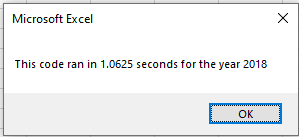 Microsoft Excel
This code ran in 1.0625 seconds for the year 2018
OK